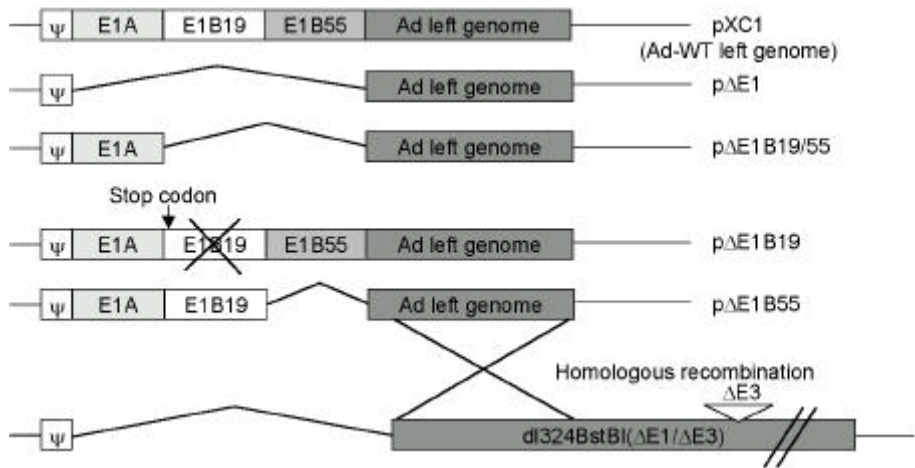 ψ E1A E1B19 E1B55 Ad left genome pXC1
(Ad-WT left genome)
ψ Ad left genome pΔE1
ψ E1A Ad left genome pΔE1B19/55
Stop codon
ψ E1A E1B19 E1B55 Ad left genome pΔE1B19
ψ E1A E1B19 Ad left genome pΔE1B55
Homologous recombination
ΔE3
ψ dl324BstBI(ΔE1/ΔE3)